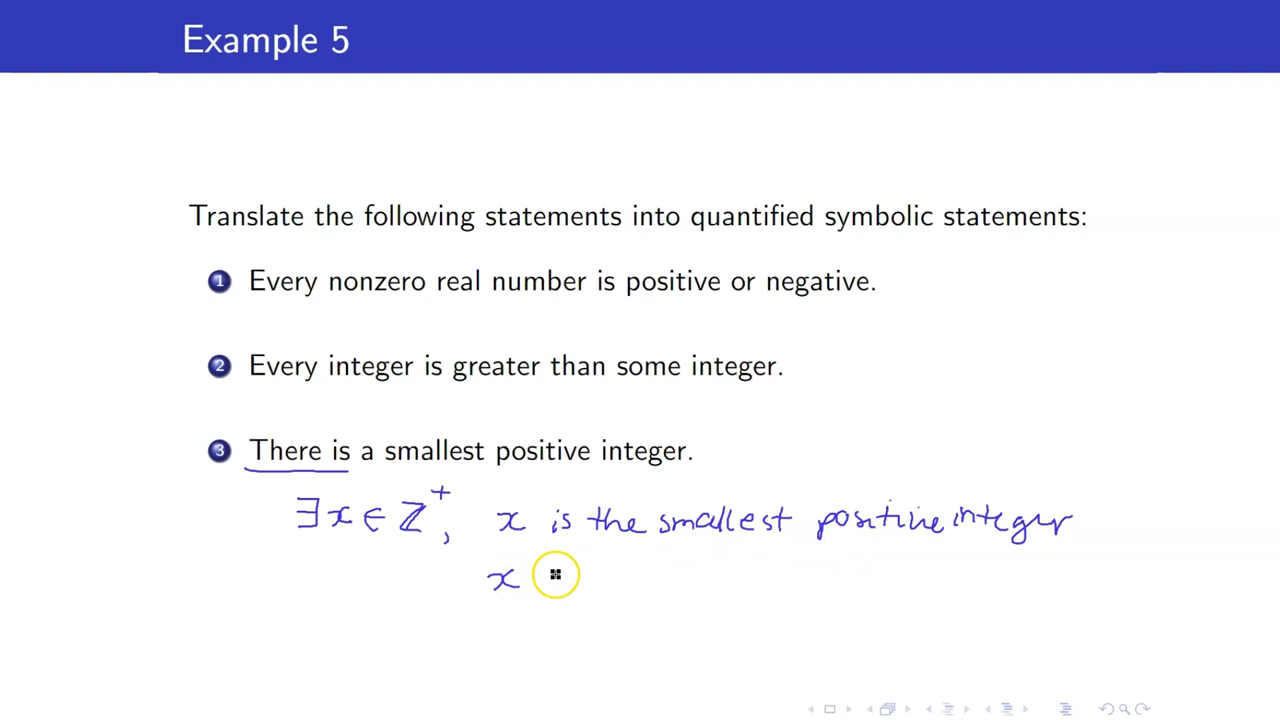 Example 5
Translate the following statements into quantified symbolic statements:
1 Every nonzero real number is positive or negative.
2 Every integer is greater than some integer.
3 There is a smallest positive integer.
∃x ∈ ℤ⁺, x is the smallest positive integer
x